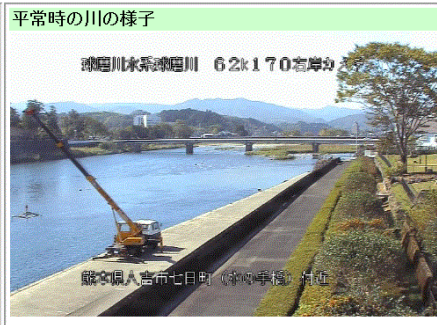 平常時の川の様子
球磨川水系球磨川 62k170右岸カメラ
熊本県人吉市七日町（水の手橋）付近